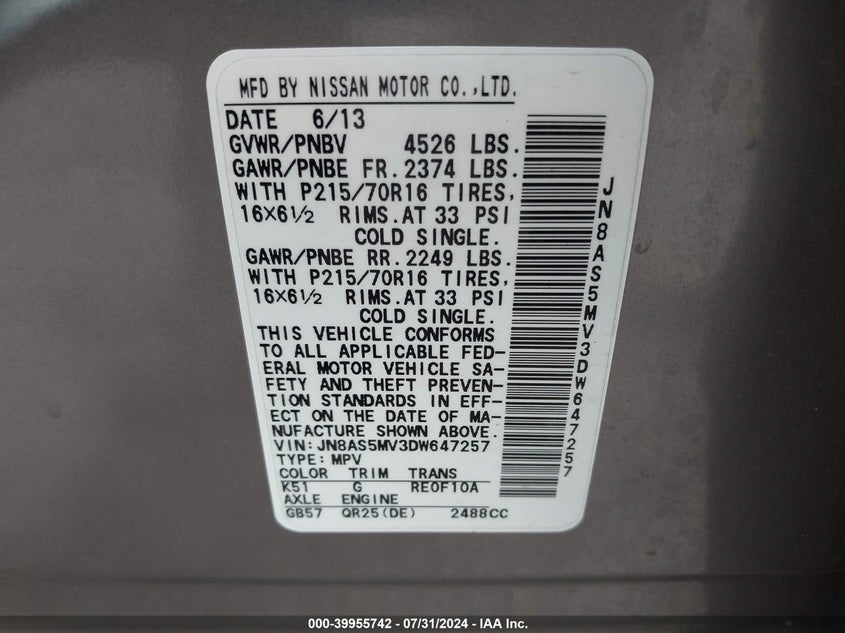 MFD BY NISSAN MOTOR CO.,LTD.
DATE 6/13
GVWR/PNBV 4526 LBS.
GAWR/PNBE FR. 2374 LBS.
WITH P215/70R16 TIRES,
16X6½ RIMS. AT 33 PSI
COLD SINGLE.
GAWR/PNBE RR. 2249 LBS.
WITH P215/70R16 TIRES,
16X6½ RIMS. AT 33 PSI
COLD SINGLE.
THIS VEHICLE CONFORMS
TO ALL APPLICABLE FED-
ERAL MOTOR VEHICLE SA-
FETY AND THEFT PREVEN-
TION STANDARDS IN EFF-
ECT ON THE DATE OF MA-
NUFACTURE SHOWN ABOVE.
VIN:JN8AS5MV3DW647257
TYPE: MPV
COLOR TRIM TRANS
K51 G RE0F10A
AXLE ENGINE
GB57 QR25(DE) 2488CC
JN8AS5MV3DW647257
000-39955742 - 07/31/2024 - IAA Inc.